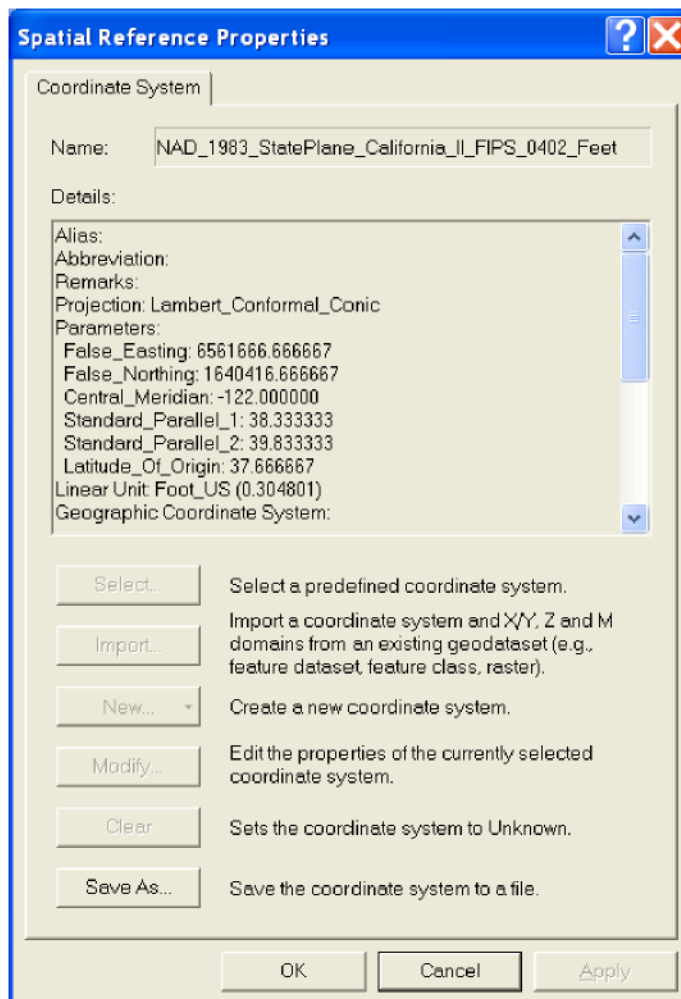 Spatial Reference Properties
Coordinate System
Name: NAD_1983_StatePlane_California_II_FIPS_0402_Feet
Details:
Alias:
Abbreviation:
Remarks:
Projection: Lambert_Conformal_Conic
Parameters:
False_Easting: 6561666.666667
False_Northing: 1640416.666667
Central_Meridian: -122.000000
Standard_Parallel_1: 38.333333
Standard_Parallel_2: 39.833333
Latitude_Of_Origin: 37.666667
Linear Unit: Foot_US (0.304801)
Geographic Coordinate System:
Select... Select a predefined coordinate system.
Import... Import a coordinate system and X/Y, Z and M
domains from an existing geodataset (e.g.,
feature dataset, feature class, raster).
New... Create a new coordinate system.
Modify... Edit the properties of the currently selected
coordinate system.
Clear Sets the coordinate system to Unknown.
Save As... Save the coordinate system to a file.
OK Cancel Apply